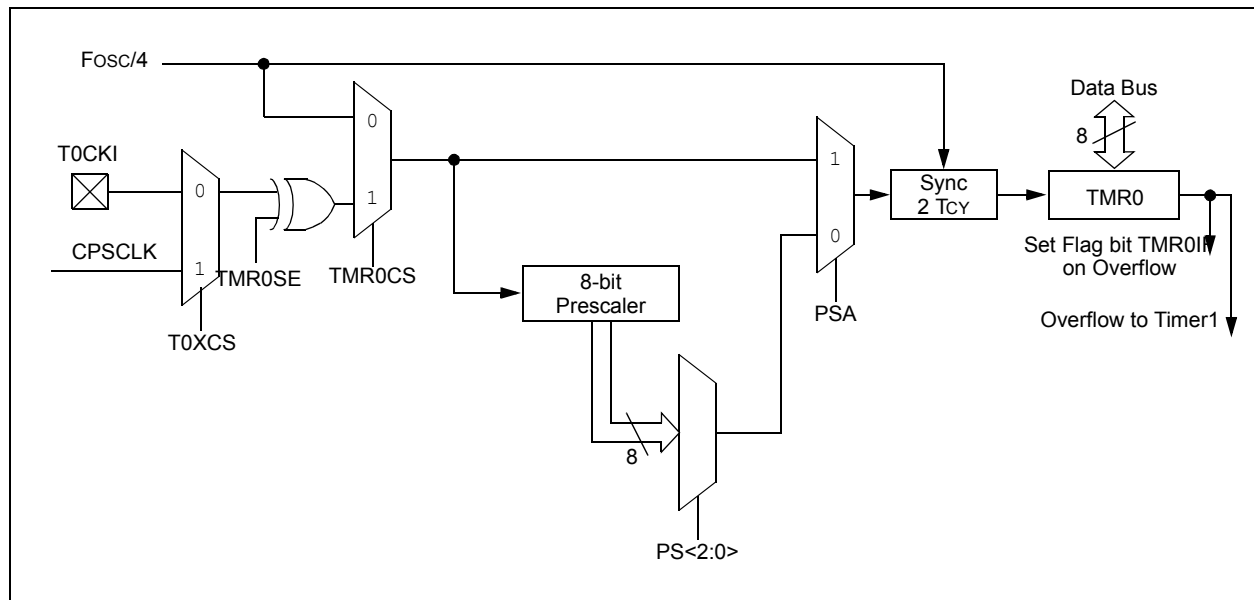 FOSC/4
T0CKI
CPSCLK
0
1
TMR0SE
T0XCS
0
1
TMR0CS
8-bit
Prescaler
8
PS<2:0>
1
0
PSA
Sync
2 TCY
Data Bus
8
TMR0
Set Flag bit TMR0IF
on Overflow
Overflow to Timer1